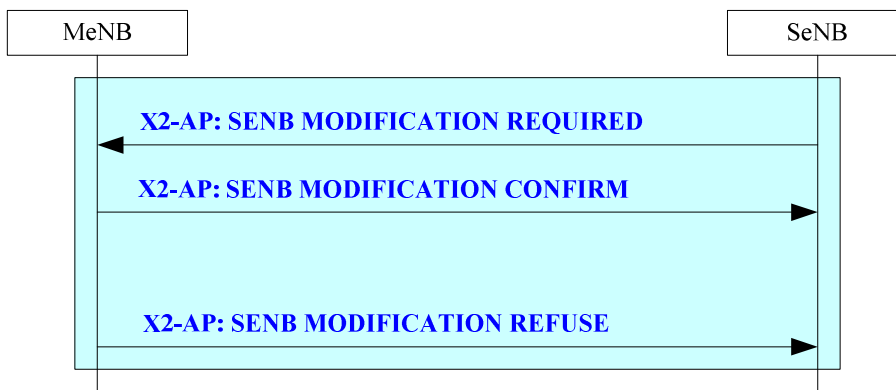 MeNB
SeNB
X2-AP: SENB MODIFICATION REQUIRED
X2-AP: SENB MODIFICATION CONFIRM
X2-AP: SENB MODIFICATION REFUSE